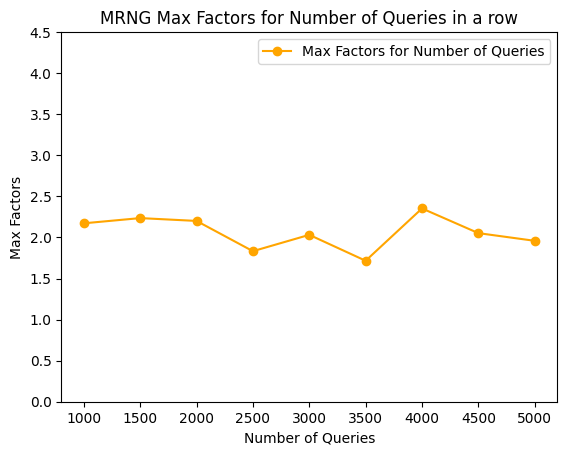 MRNG Max Factors for Number of Queries in a row
Max Factors for Number of Queries
4.5
4.0
3.5
3.0
2.5
2.0
1.5
1.0
0.5
0.0
Max Factors
1000 1500 2000 2500 3000 3500 4000 4500 5000
Number of Queries